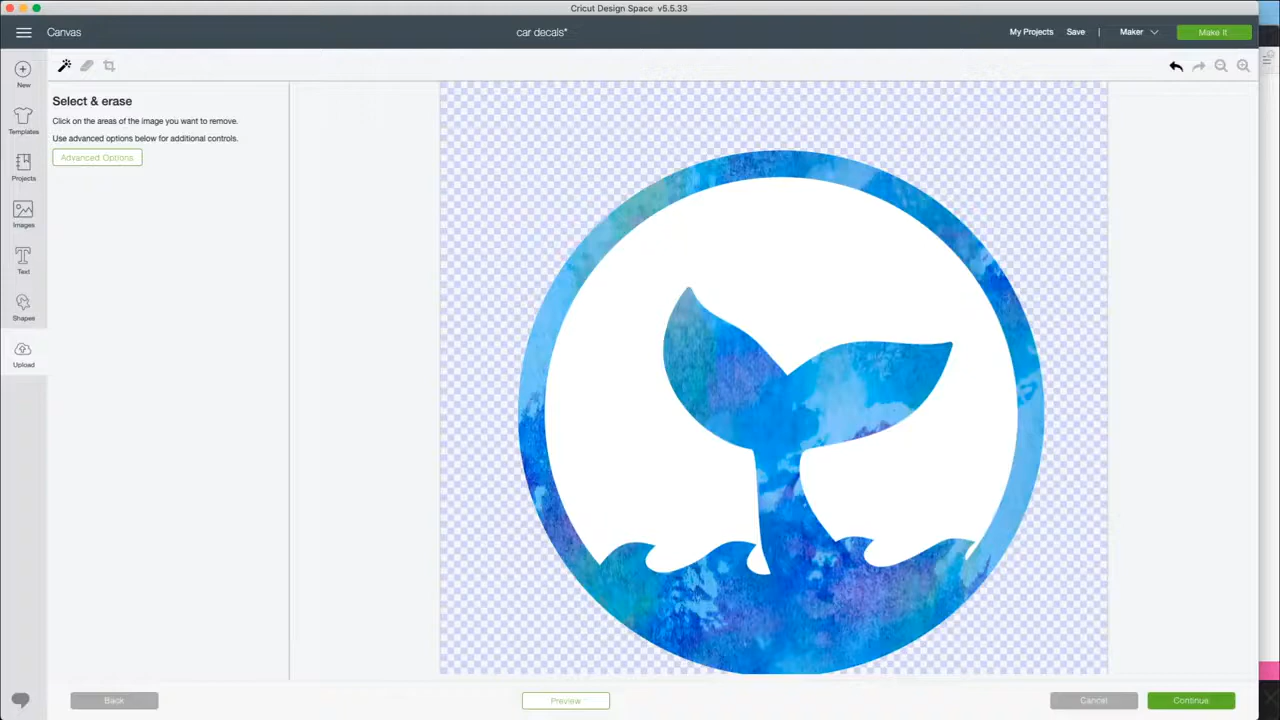 Cricut Design Space v5.5.33
Canvas
car decals*
My Projects
Save
|
Maker
Make It
New
Templates
Projects
Images
Text
Shapes
Upload
Select & erase
Click on the areas of the image you want to remove.
Use advanced options below for additional controls.
Advanced Options
Back
Preview
Cancel
Continue